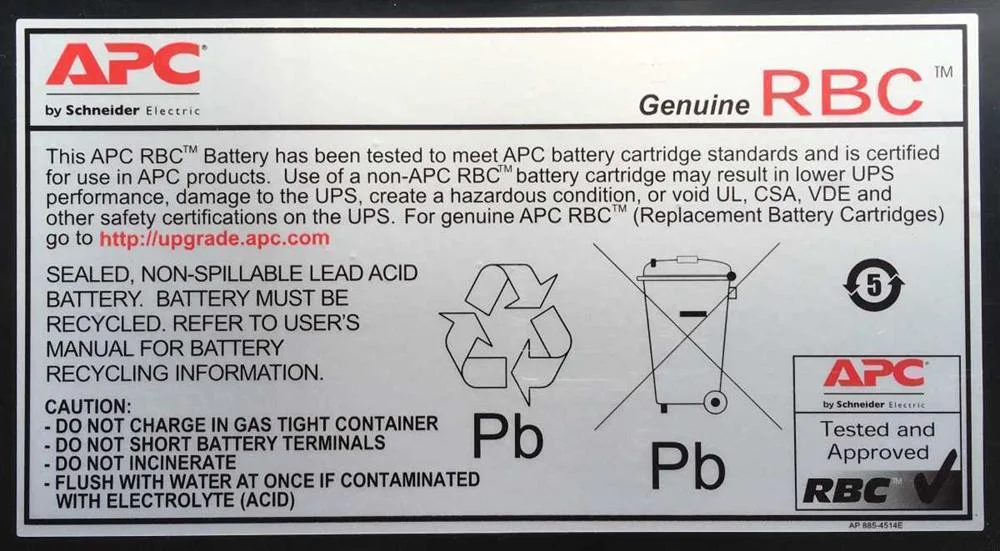 APC®
by Schneider Electric
Genuine RBC™
This APC RBC™ Battery has been tested to meet APC battery cartridge standards and is certified
for use in APC products. Use of a non-APC RBC™ battery cartridge may result in lower UPS
performance, damage to the UPS, create a hazardous condition, or void UL, CSA, VDE and
other safety certifications on the UPS. For genuine APC RBC™ (Replacement Battery Cartridges)
go to http://upgrade.apc.com
SEALED, NON-SPILLABLE LEAD ACID
BATTERY. BATTERY MUST BE
RECYCLED. REFER TO USER'S
MANUAL FOR BATTERY
RECYCLING INFORMATION.
CAUTION:
- DO NOT CHARGE IN GAS TIGHT CONTAINER
- DO NOT SHORT BATTERY TERMINALS
- DO NOT INCINERATE
- FLUSH WITH WATER AT ONCE IF CONTAMINATED
WITH ELECTROLYTE (ACID)
Pb
Pb
5
APC®
by Schneider Electric
Tested and
Approved
RBC™
AP 885-4514E